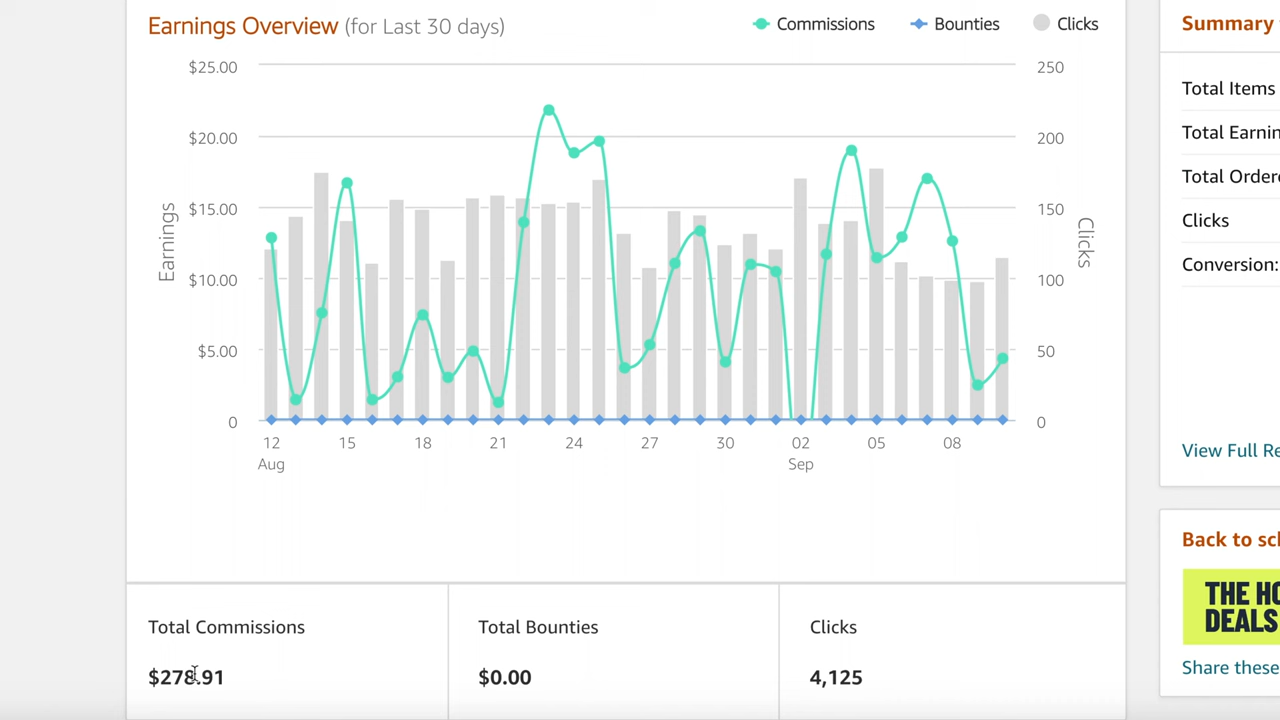 Earnings Overview (for Last 30 days)
Commissions
Bounties
Clicks
$25.00
$20.00
$15.00
$10.00
$5.00
0
Earnings
250
200
150
100
50
0
Clicks
12 15 18 21 24 27 30 02 05 08
Aug Sep
Total Commissions
$278.91
Total Bounties
$0.00
Clicks
4,125
Summary
Total Items
Total Earnin
Total Ordere
Clicks
Conversion:
View Full Re
Back to sch
THE HO
DEALS
Share these